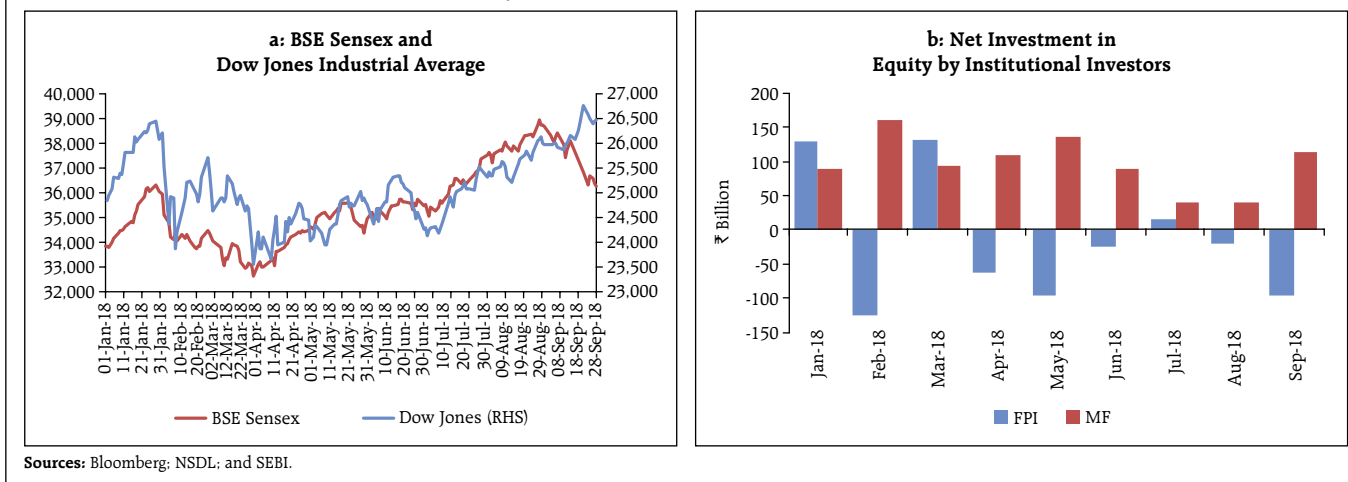 a: BSE Sensex and
Dow Jones Industrial Average
40,000
39,000
38,000
37,000
36,000
35,000
34,000
33,000
32,000
27,000
26,500
26,000
25,500
25,000
24,500
24,000
23,500
23,000
01-Jan-18
11-Jan-18
21-Jan-18
31-Jan-18
10-Feb-18
20-Feb-18
02-Mar-18
12-Mar-18
22-Mar-18
01-Apr-18
11-Apr-18
21-Apr-18
01-May-18
11-May-18
21-May-18
31-May-18
10-Jun-18
20-Jun-18
30-Jun-18
10-Jul-18
20-Jul-18
30-Jul-18
09-Aug-18
19-Aug-18
29-Aug-18
08-Sep-18
18-Sep-18
28-Sep-18
BSE Sensex
Dow Jones (RHS)
b: Net Investment in
Equity by Institutional Investors
₹ Billion
200
150
100
50
0
-50
-100
-150
Jan-18
Feb-18
Mar-18
Apr-18
May-18
Jun-18
Jul-18
Aug-18
Sep-18
FPI
MF
Sources: Bloomberg; NSDL; and SEBI.